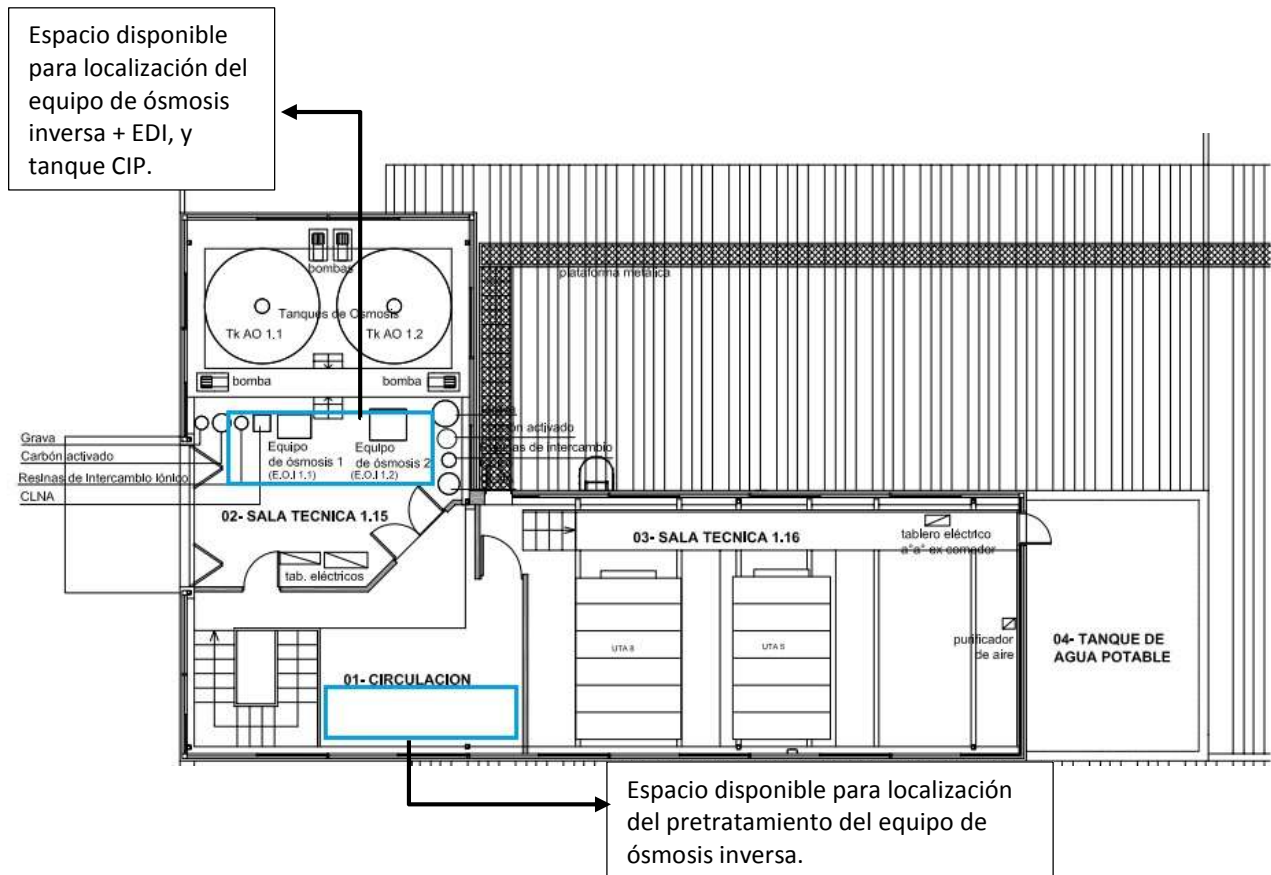 Espacio disponible
para localización del
equipo de ósmosis
inversa + EDI, y
tanque CIP.
bombas
plataforma metálica
Tanques de Osmosis
Tk AO 1.1
Tk AO 1.2
bomba
bomba
Grava
Carbón activado
Resinas de Intercambio Iónico
CLNA
Equipo
de ósmosis 1
(E.O.I 1.1)
Equipo
de ósmosis 2
(E.O.I 1.2)
activado
de intercambio
02- SALA TECNICA 1.15
tab. eléctricos
03- SALA TECNICA 1.16
tablero eléctrico
a°a° ex comedor
UTA 8
UTA 5
purificador
de aire
04- TANQUE DE
AGUA POTABLE
01- CIRCULACION
Espacio disponible para localización
del pretratamiento del equipo de
ósmosis inversa.